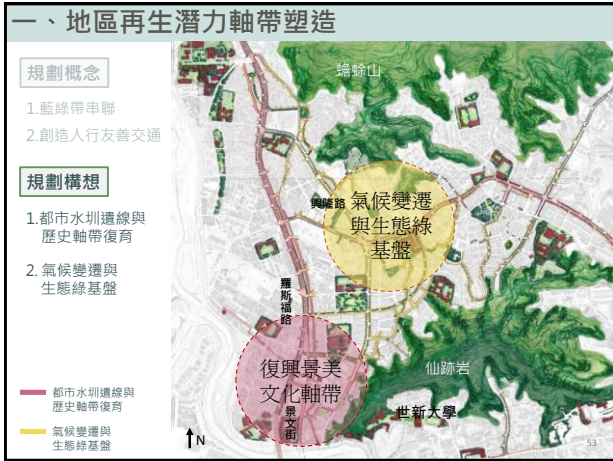 一、地區再生潛力軸帶塑造
規劃概念
1.藍綠帶串聯
2.創造人行友善交通
規劃構想
1.都市水圳遺線與
歷史軸帶復育
2. 氣候變遷與
生態綠基盤
都市水圳遺線與
歷史軸帶復育
氣候變遷與
生態綠基盤
蟾蜍山
興隆路
氣候變遷
與生態綠
基盤
羅斯福路
復興景美
文化軸帶
景文街
仙跡岩
世新大學
N
53